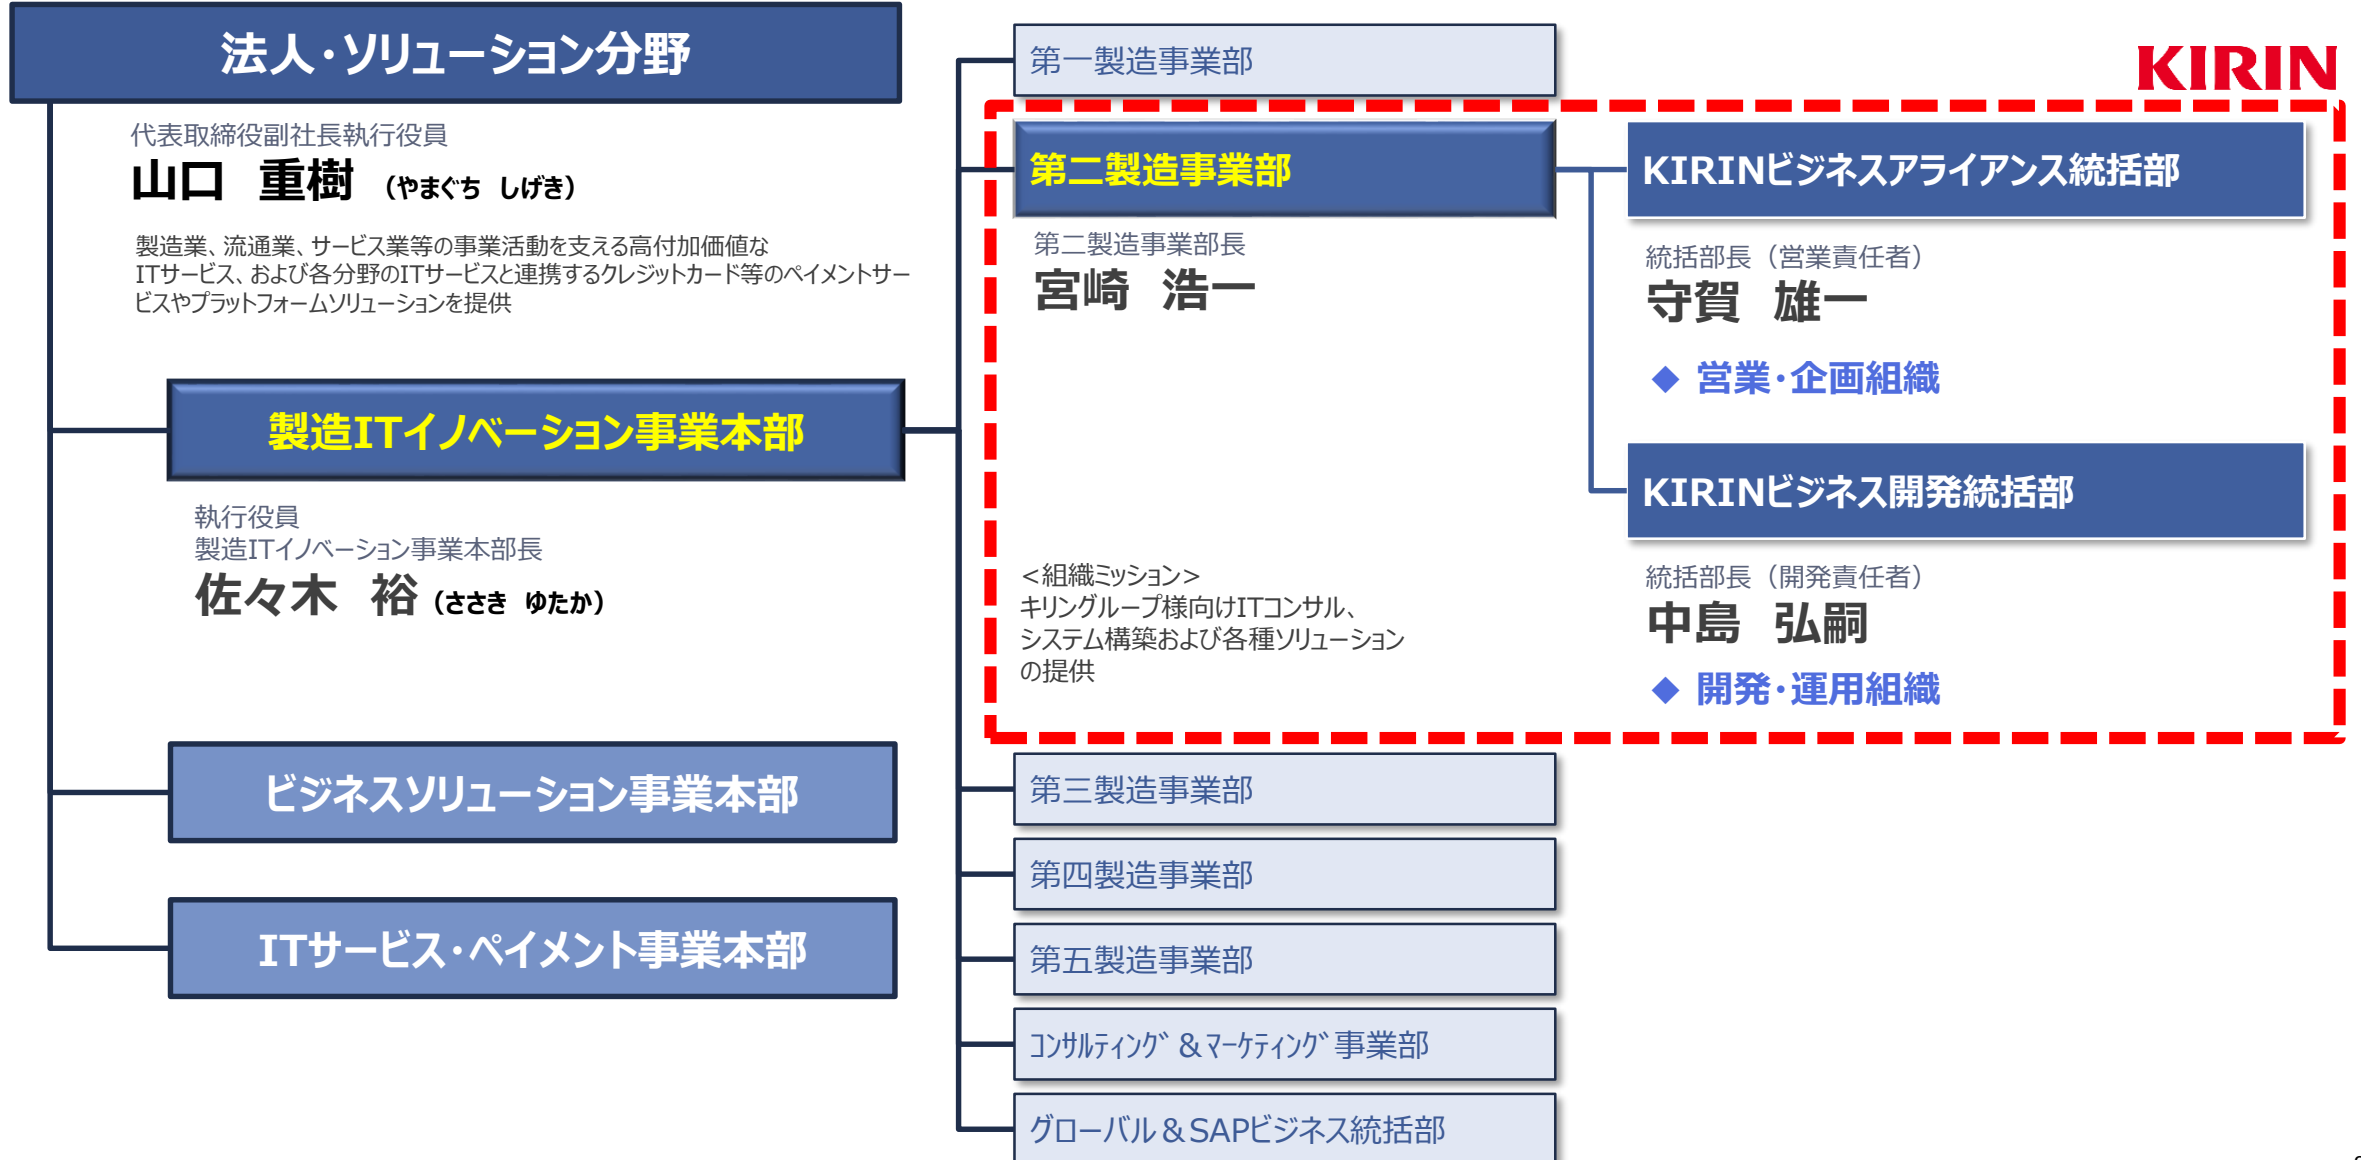 法人・ソリューション分野
代表取締役副社長執行役員
山口 重樹 （やまぐち しげき）
製造業、流通業、サービス業等の事業活動を支える高付加価値な
ITサービス、および各分野のITサービスと連携するクレジットカード等のペイメントサー
ビスやプラットフォームソリューションを提供
製造ITイノベーション事業本部
執行役員
製造ITイノベーション事業本部長
佐々木 裕（ささき ゆたか）
ビジネスソリューション事業本部
ITサービス・ペイメント事業本部
第一製造事業部
KIRIN
第二製造事業部
第二製造事業部長
宮崎 浩一
＜組織ミッション＞
キリングループ様向けITコンサル、
システム構築および各種ソリューション
の提供
KIRINビジネスアライアンス統括部
統括部長（営業責任者）
守賀 雄一
◆ 営業・企画組織
KIRINビジネス開発統括部
統括部長（開発責任者）
中島 弘嗣
◆ 開発・運用組織
第三製造事業部
第四製造事業部
第五製造事業部
ｺﾝｻﾙﾃｨﾝｸﾞ＆ﾏｰｹﾃｨﾝｸﾞ事業部
グローバル＆SAPビジネス統括部